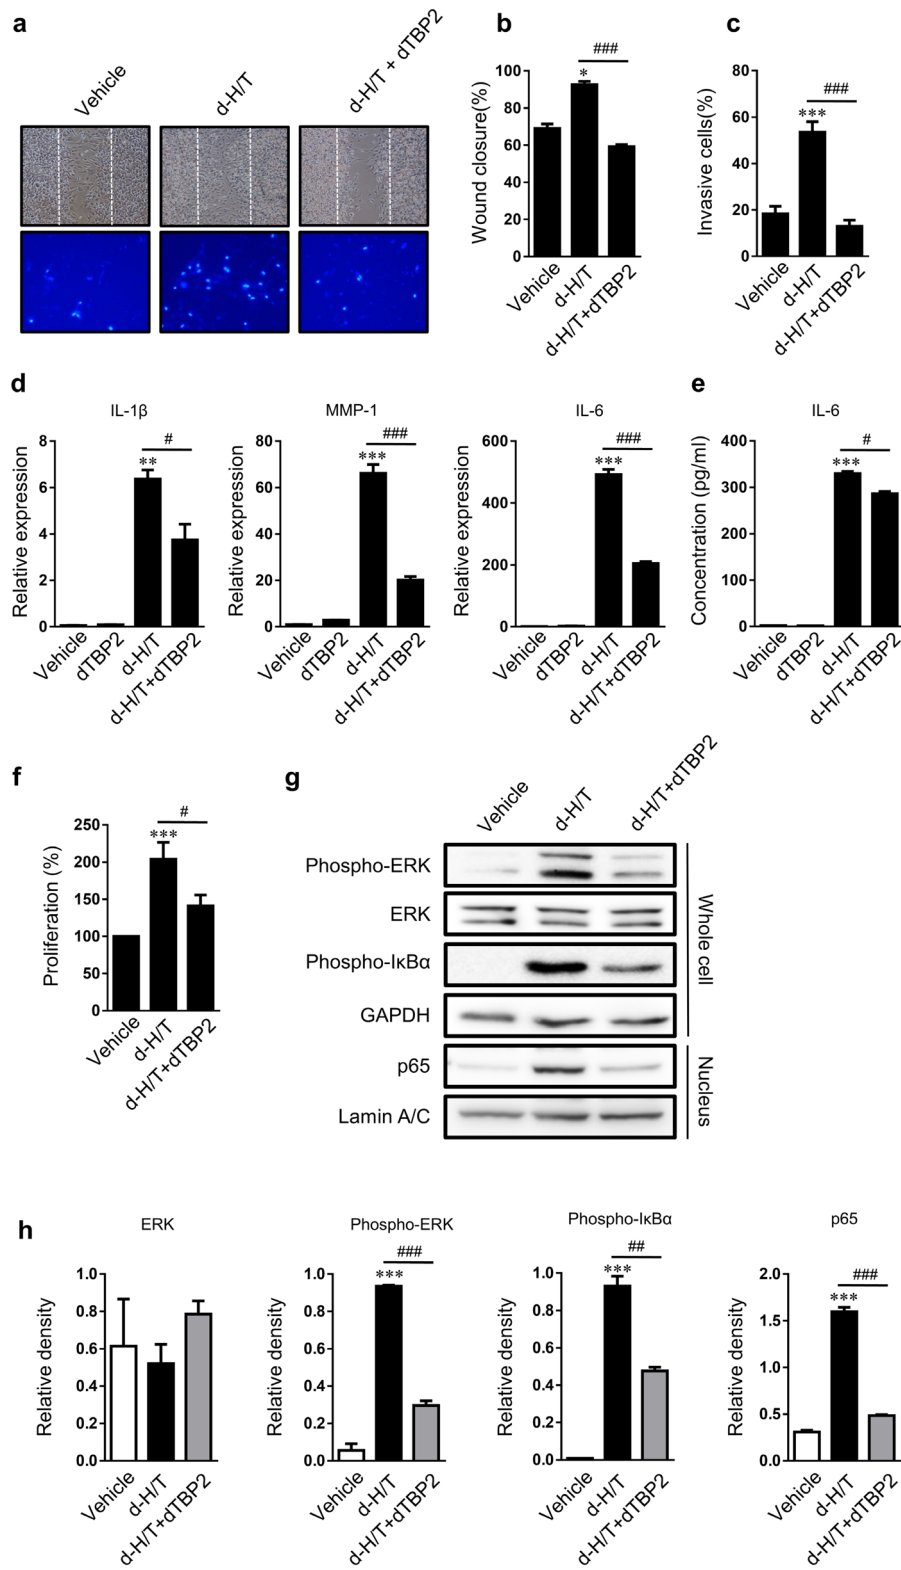 a
Vehicle
d-H/T
d-H/T + dTBP2
b
Wound closure(%)
100
80
60
40
20
0
*
###
Vehicle
d-H/T
d-H/T+dTBP2
c
Invasive cells(%)
80
60
40
20
0
***
###
Vehicle
d-H/T
d-H/T+dTBP2
d
IL-1β
Relative expression
8
6
4
2
0
**
#
Vehicle
dTBP2
d-H/T
d-H/T+dTBP2
MMP-1
Relative expression
80
60
40
20
0
***
###
Vehicle
dTBP2
d-H/T
d-H/T+dTBP2
IL-6
Relative expression
600
400
200
0
***
###
Vehicle
dTBP2
d-H/T
d-H/T+dTBP2
e
IL-6
Concentration (pg/ml)
400
300
200
100
0
***
#
Vehicle
dTBP2
d-H/T
d-H/T+dTBP2
f
Proliferation (%)
250
200
150
100
50
0
***
#
Vehicle
d-H/T
d-H/T+dTBP2
g
Vehicle
d-H/T
d-H/T+dTBP2
Phospho-ERK
ERK
Phospho-IκBα
GAPDH
p65
Lamin A/C
Whole cell
Nucleus
h
ERK
Relative density
1.0
0.8
0.6
0.4
0.2
0.0
Vehicle
d-H/T
d-H/T+dTBP2
Phospho-ERK
Relative density
1.0
0.8
0.6
0.4
0.2
0.0
***
###
Vehicle
d-H/T
d-H/T+dTBP2
Phospho-IκBα
Relative density
1.0
0.8
0.6
0.4
0.2
0.0
***
##
Vehicle
d-H/T
d-H/T+dTBP2
p65
Relative density
2.0
1.5
1.0
0.5
0.0
***
###
Vehicle
d-H/T
d-H/T+dTBP2